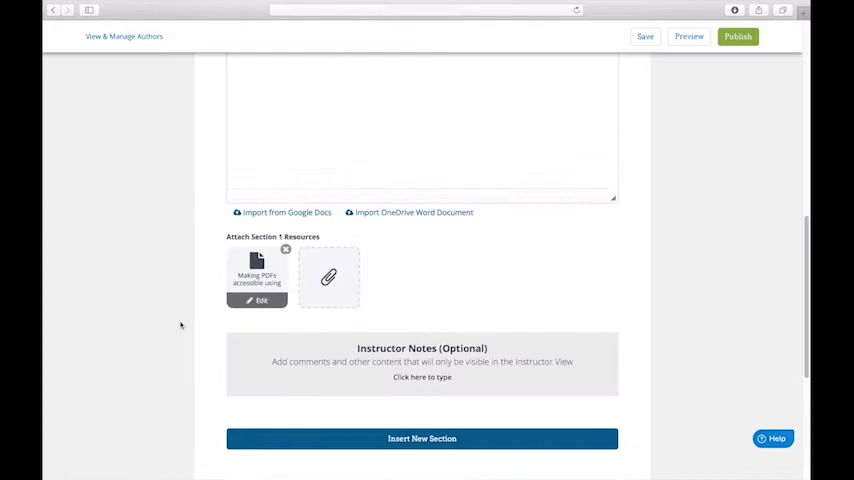 View & Manage Authors
Save
Preview
Publish
Import from Google Docs
Import OneDrive Word Document
Attach Section 1 Resources
Making PDFs
accessible using
Edit
Instructor Notes (Optional)
Add comments and other content that will only be visible in the Instructor View
Click here to type
Insert New Section
Help